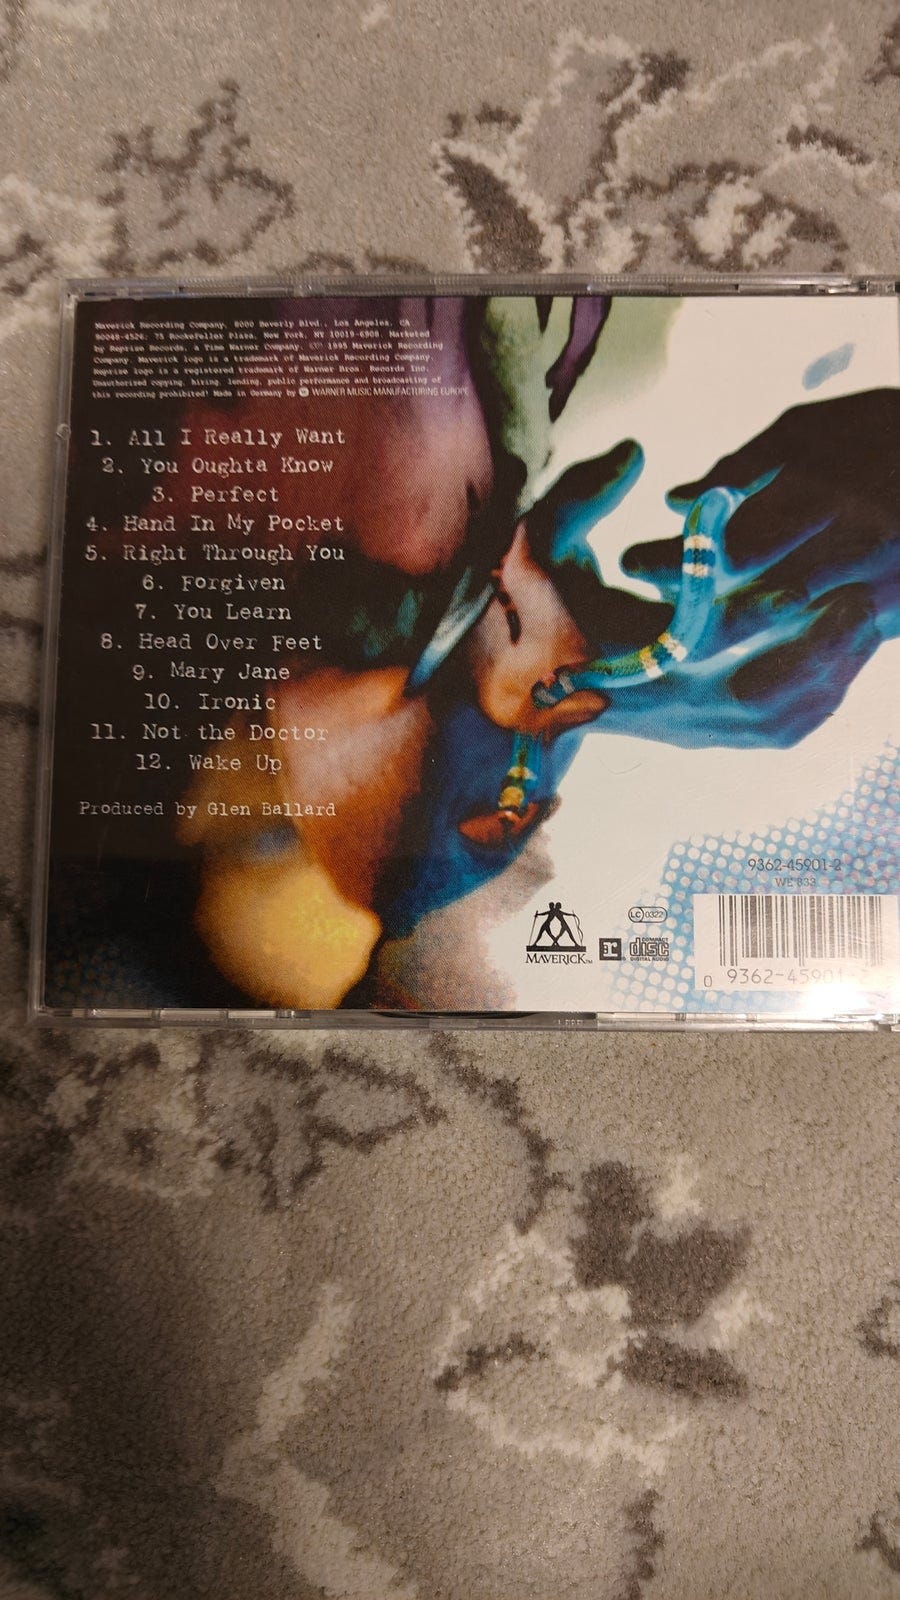 Maverick Recording Company, 8000 Beverly Blvd., Los Angeles, CA
90048-4524; 75 Rockefeller Plaza, New York, NY 10019-6908. Marketed
by Reprise Records, a Time Warner Company. 1995 Maverick Recording
Company. Maverick logo is a trademark of Maverick Recording Company.
Reprise logo is a registered trademark of Warner Bros. Records Inc.
Unauthorized copying, hiring, lending, public performance and broadcasting of
this recording prohibited! Made in Germany by WARNER MUSIC MANUFACTURING EUROPE
1. All I Really Want
2. You Oughta Know
3. Perfect
4. Hand In My Pocket
5. Right Through You
6. Forgiven
7. You Learn
8. Head Over Feet
9. Mary Jane
10. Ironic
11. Not the Doctor
12. Wake Up
Produced by Glen Ballard
9362-45901-2
WE 833
LC 0322
MAVERICK™
r
COMPACT
disc
DIGITAL AUDIO
0 9362-45901-2